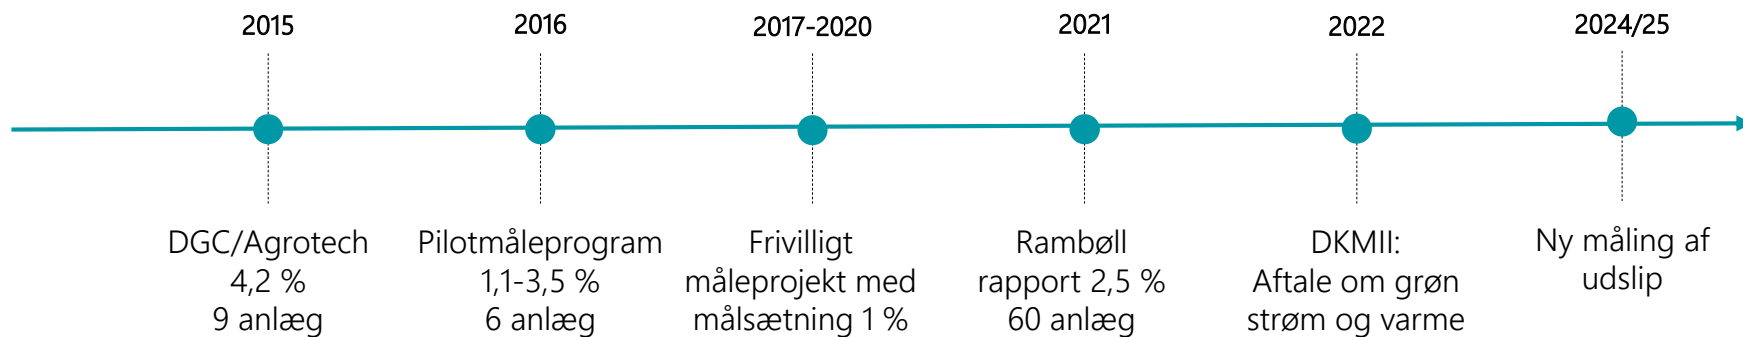 2015
2016
2017-2020
2021
2022
2024/25
DGC/Agrotech
4,2 %
9 anlæg
Pilotmåleprogram
1,1-3,5 %
6 anlæg
Frivilligt
måleprojekt med
målsætning 1 %
Rambøll
rapport 2,5 %
60 anlæg
DKMII:
Aftale om grøn
strøm og varme
Ny måling af
udslip